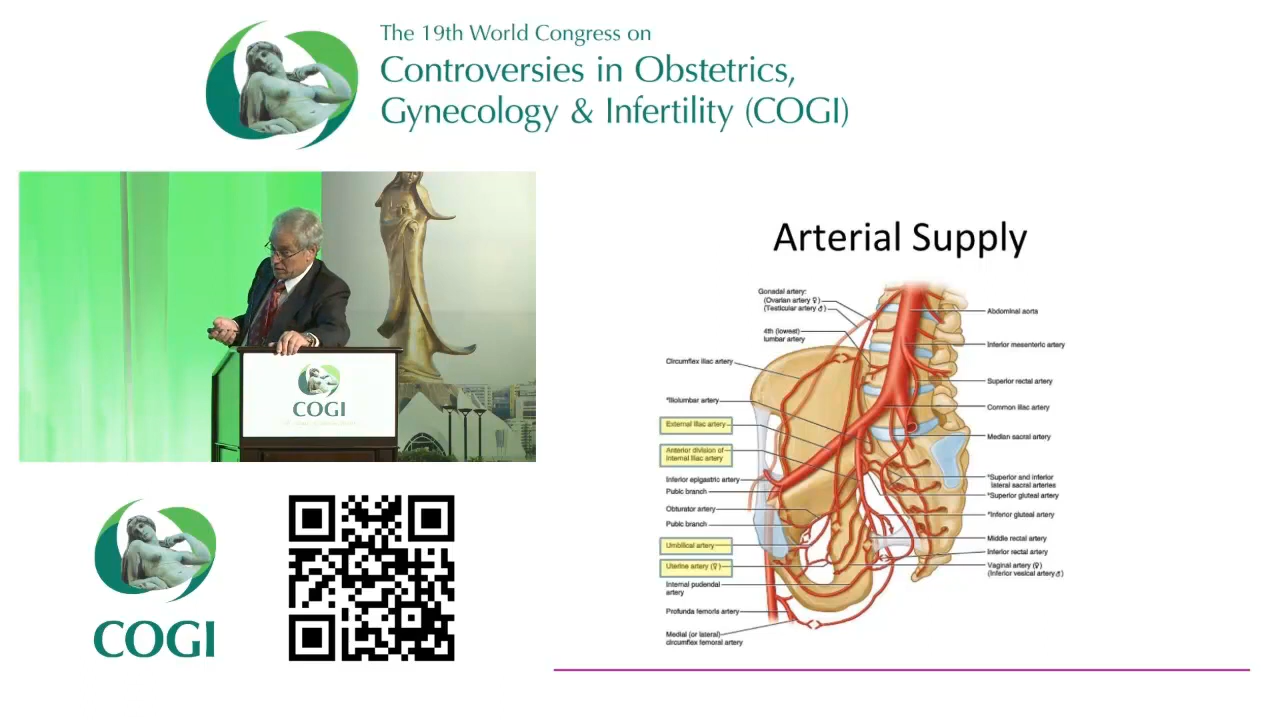 The 19th World Congress on
Controversies in Obstetrics,
Gynecology & Infertility (COGI)
COGI
COGI
Arterial Supply
Gonadal artery:
(Ovarian artery ♀)
(Testicular artery ♂)
4th (lowest)
lumbar artery
Circumflex iliac artery
*Iliolumbar artery
External iliac artery
Anterior division of
internal iliac artery
Inferior epigastric artery
Pubic branch
Obturator artery
Pubic branch
Umbilical artery
Uterine artery (♀)
Internal pudendal
artery
Profunda femoris artery
Medial (or lateral)
circumflex femoral artery
Abdominal aorta
Inferior mesenteric artery
Superior rectal artery
Common iliac artery
Median sacral artery
*Superior and inferior
lateral sacral arteries
*Superior gluteal artery
*Inferior gluteal artery
Middle rectal artery
Inferior rectal artery
Vaginal artery (♀)
(Inferior vesical artery♂)